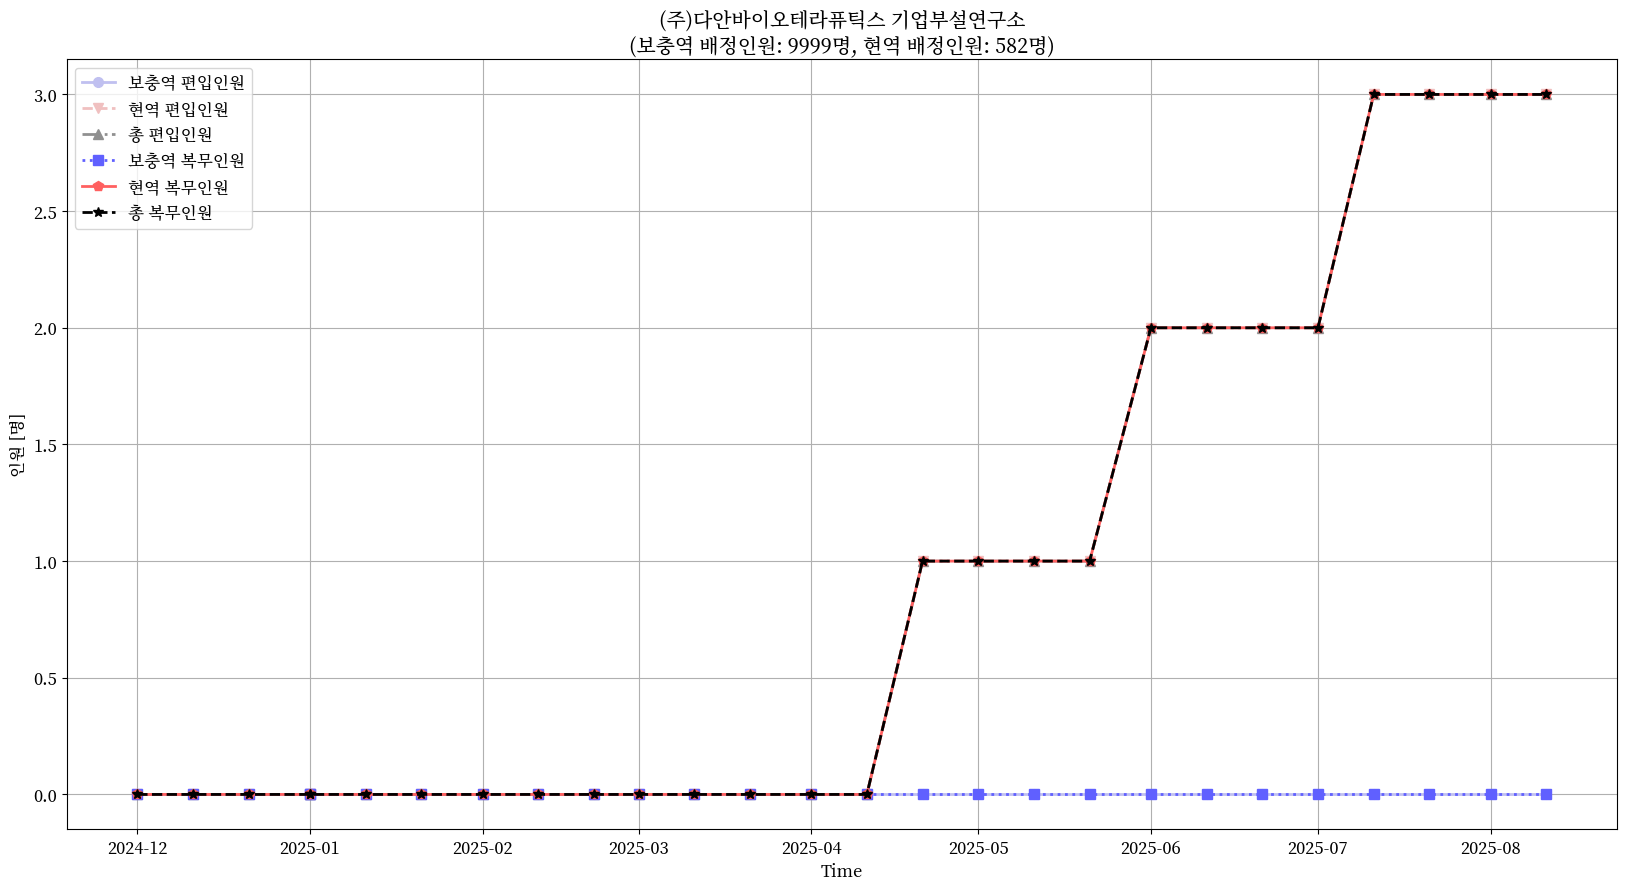 (주)다안바이오테라퓨틱스 기업부설연구소
(보충역 배정인원: 9999명, 현역 배정인원: 582명)
보충역 편입인원
현역 편입인원
총 편입인원
보충역 복무인원
현역 복무인원
총 복무인원
3.0
2.5
2.0
1.5
1.0
0.5
0.0
인원 [명]
2024-12 2025-01 2025-02 2025-03 2025-04 2025-05 2025-06 2025-07 2025-08
Time